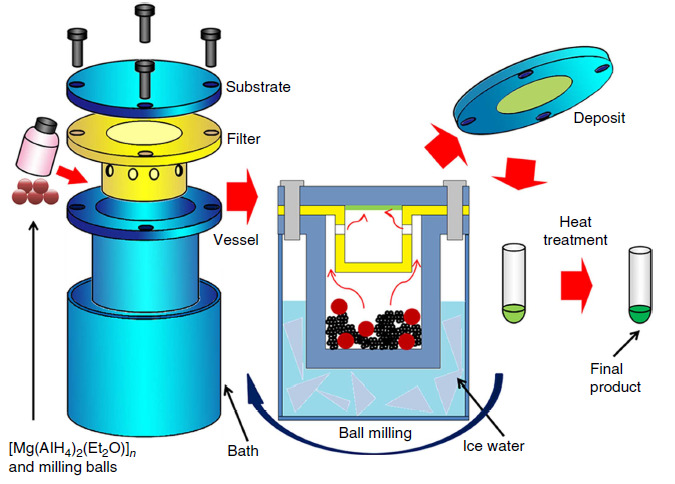 Substrate
Filter
Vessel
Bath
[Mg(AlH₄)₂(Et₂O)]ₙ
and milling balls
Ball milling
Ice water
Deposit
Heat
treatment
Final
product